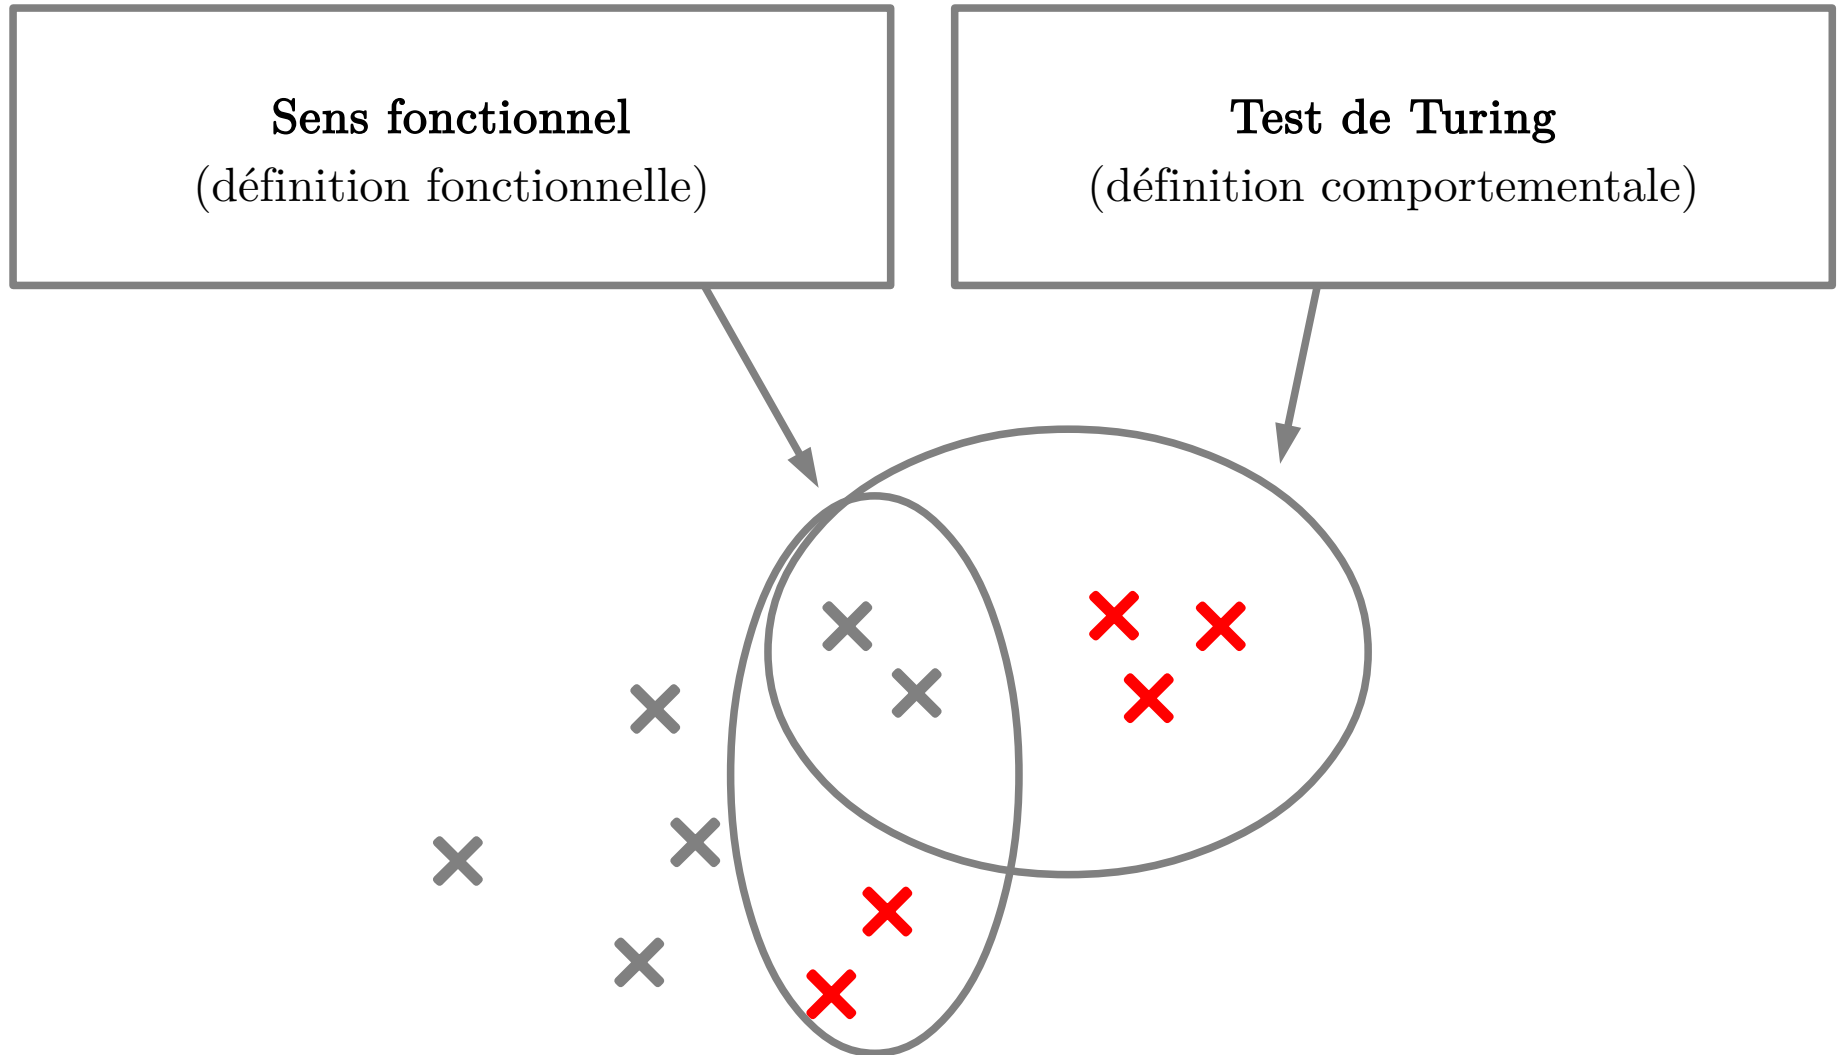 Sens fonctionnel
(définition fonctionnelle)
Test de Turing
(définition comportementale)